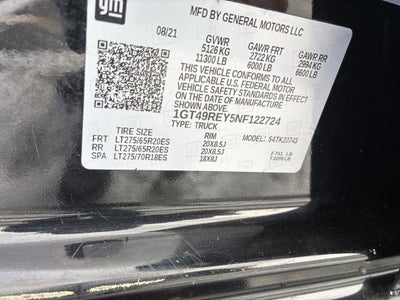 gm
MFD BY GENERAL MOTORS LLC
08/21 GVWR GAWR FRT GAWR RR
5126 KG 2722 KG 2994 KG
11300 LB 6000 LB 6600 LB
THIS VEHICLE CONFORMS TO ALL
APPLICABLE U.S. FEDERAL MOTOR
VEHICLE SAFETY STANDARDS IN EFFECT
ON THE DATE OF MANUFACTURE SHOWN ABOVE.
1GT49REY5NF122724
TYPE: TRUCK MODEL:
TIRE SIZE RIM
FRT LT275/65R20ES 20X8.5J
RR LT275/65R20ES 20X8.5J
SPA LT275/70R18ES 18X8J